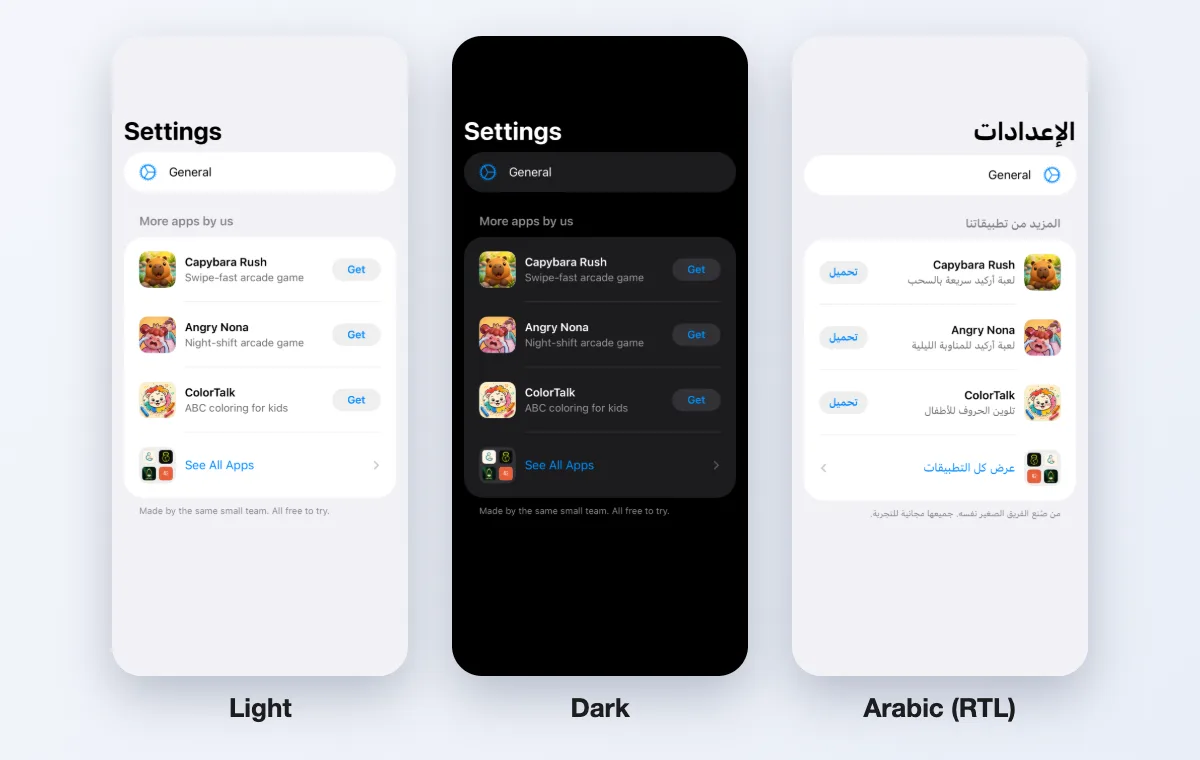 Settings
General
More apps by us
Capybara Rush
Swipe-fast arcade game
Get
Angry Nona
Night-shift arcade game
Get
ColorTalk
ABC coloring for kids
Get
See All Apps
Made by the same small team. All free to try.
Light
Settings
General
More apps by us
Capybara Rush
Swipe-fast arcade game
Get
Angry Nona
Night-shift arcade game
Get
ColorTalk
ABC coloring for kids
Get
See All Apps
Made by the same small team. All free to try.
Dark
الإعدادات
General
المزيد من تطبيقاتنا
Capybara Rush
لعبة أركيد سريعة بالسحب
تحميل
Angry Nona
لعبة أركيد للمناوبة الليلية
تحميل
ColorTalk
تلوين الحروف للأطفال
تحميل
عرض كل التطبيقات
من صُنع الفريق الصغير نفسه. جميعها مجانية للتجربة.
Arabic (RTL)